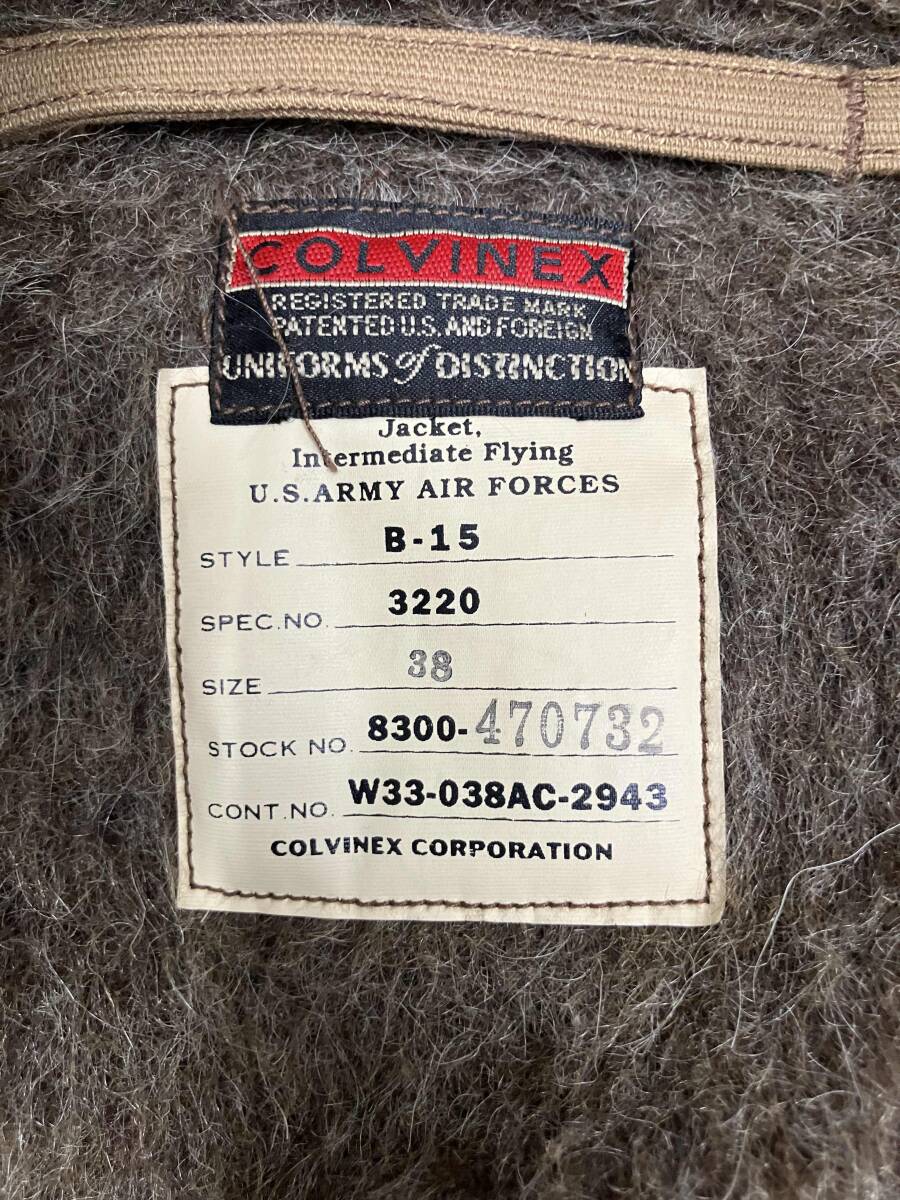 COLVINEX
REGISTERED TRADE MARK
PATENTED U.S. AND FOREIGN
UNIFORMS of DISTINCTION
Jacket,
Intermediate Flying
U.S. ARMY AIR FORCES
STYLE B-15
SPEC. NO. 3220
SIZE 38
STOCK NO. 8300-470732
CONT. NO. W33-038AC-2943
COLVINEX CORPORATION